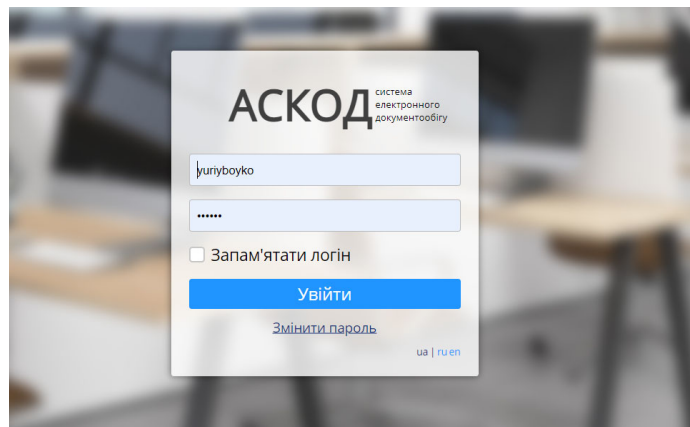 АСКОД
система
електронного
документообігу
yuriyboyko
••••••
Запам'ятати логін
Увійти
Змінити пароль
ua | ru en